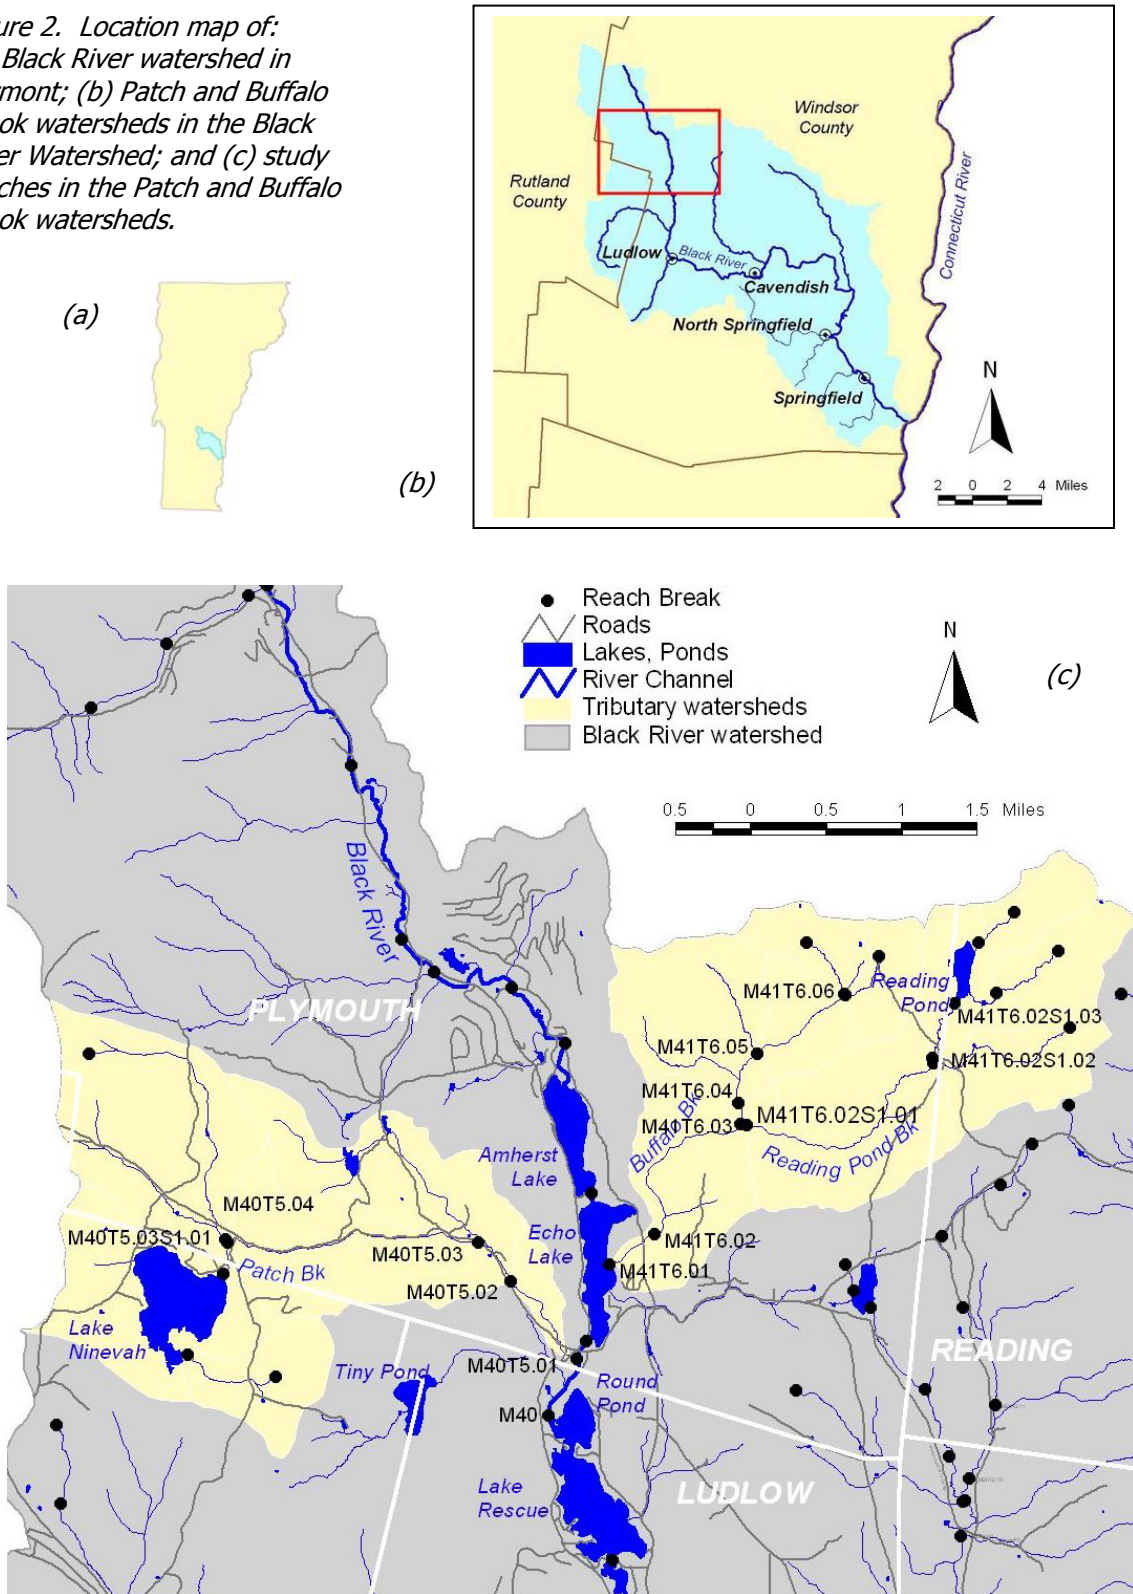 ure 2. Location map of:
Black River watershed in
rmont; (b) Patch and Buffalo
ok watersheds in the Black
er Watershed; and (c) study
ches in the Patch and Buffalo
ok watersheds.
(a)
(b)
Windsor
County
Rutland
County
Connecticut River
Ludlow
Black River
Cavendish
North Springfield
Springfield
N
2 0 2 4 Miles
Reach Break
Roads
Lakes, Ponds
River Channel
Tributary watersheds
Black River watershed
N
(c)
0.5 0 0.5 1 1.5 Miles
Black River
PLYMOUTH
M41T6.06
Reading
Pond
M41T6.02S1.03
M41T6.05
M41T6.02S1.02
M41T6.04
M41T6.02S1.01
M41T6.03
Buffalo Bk
Reading Pond Bk
Amherst
Lake
M40T5.04
M40T5.03S1.01
Echo
Lake
M41T6.02
M40T5.03
Patch Bk
M41T6.01
M40T5.02
Lake
Ninevah
READING
Tiny Pond
M40T5.01
Round
Pond
M40
Lake
Rescue
LUDLOW